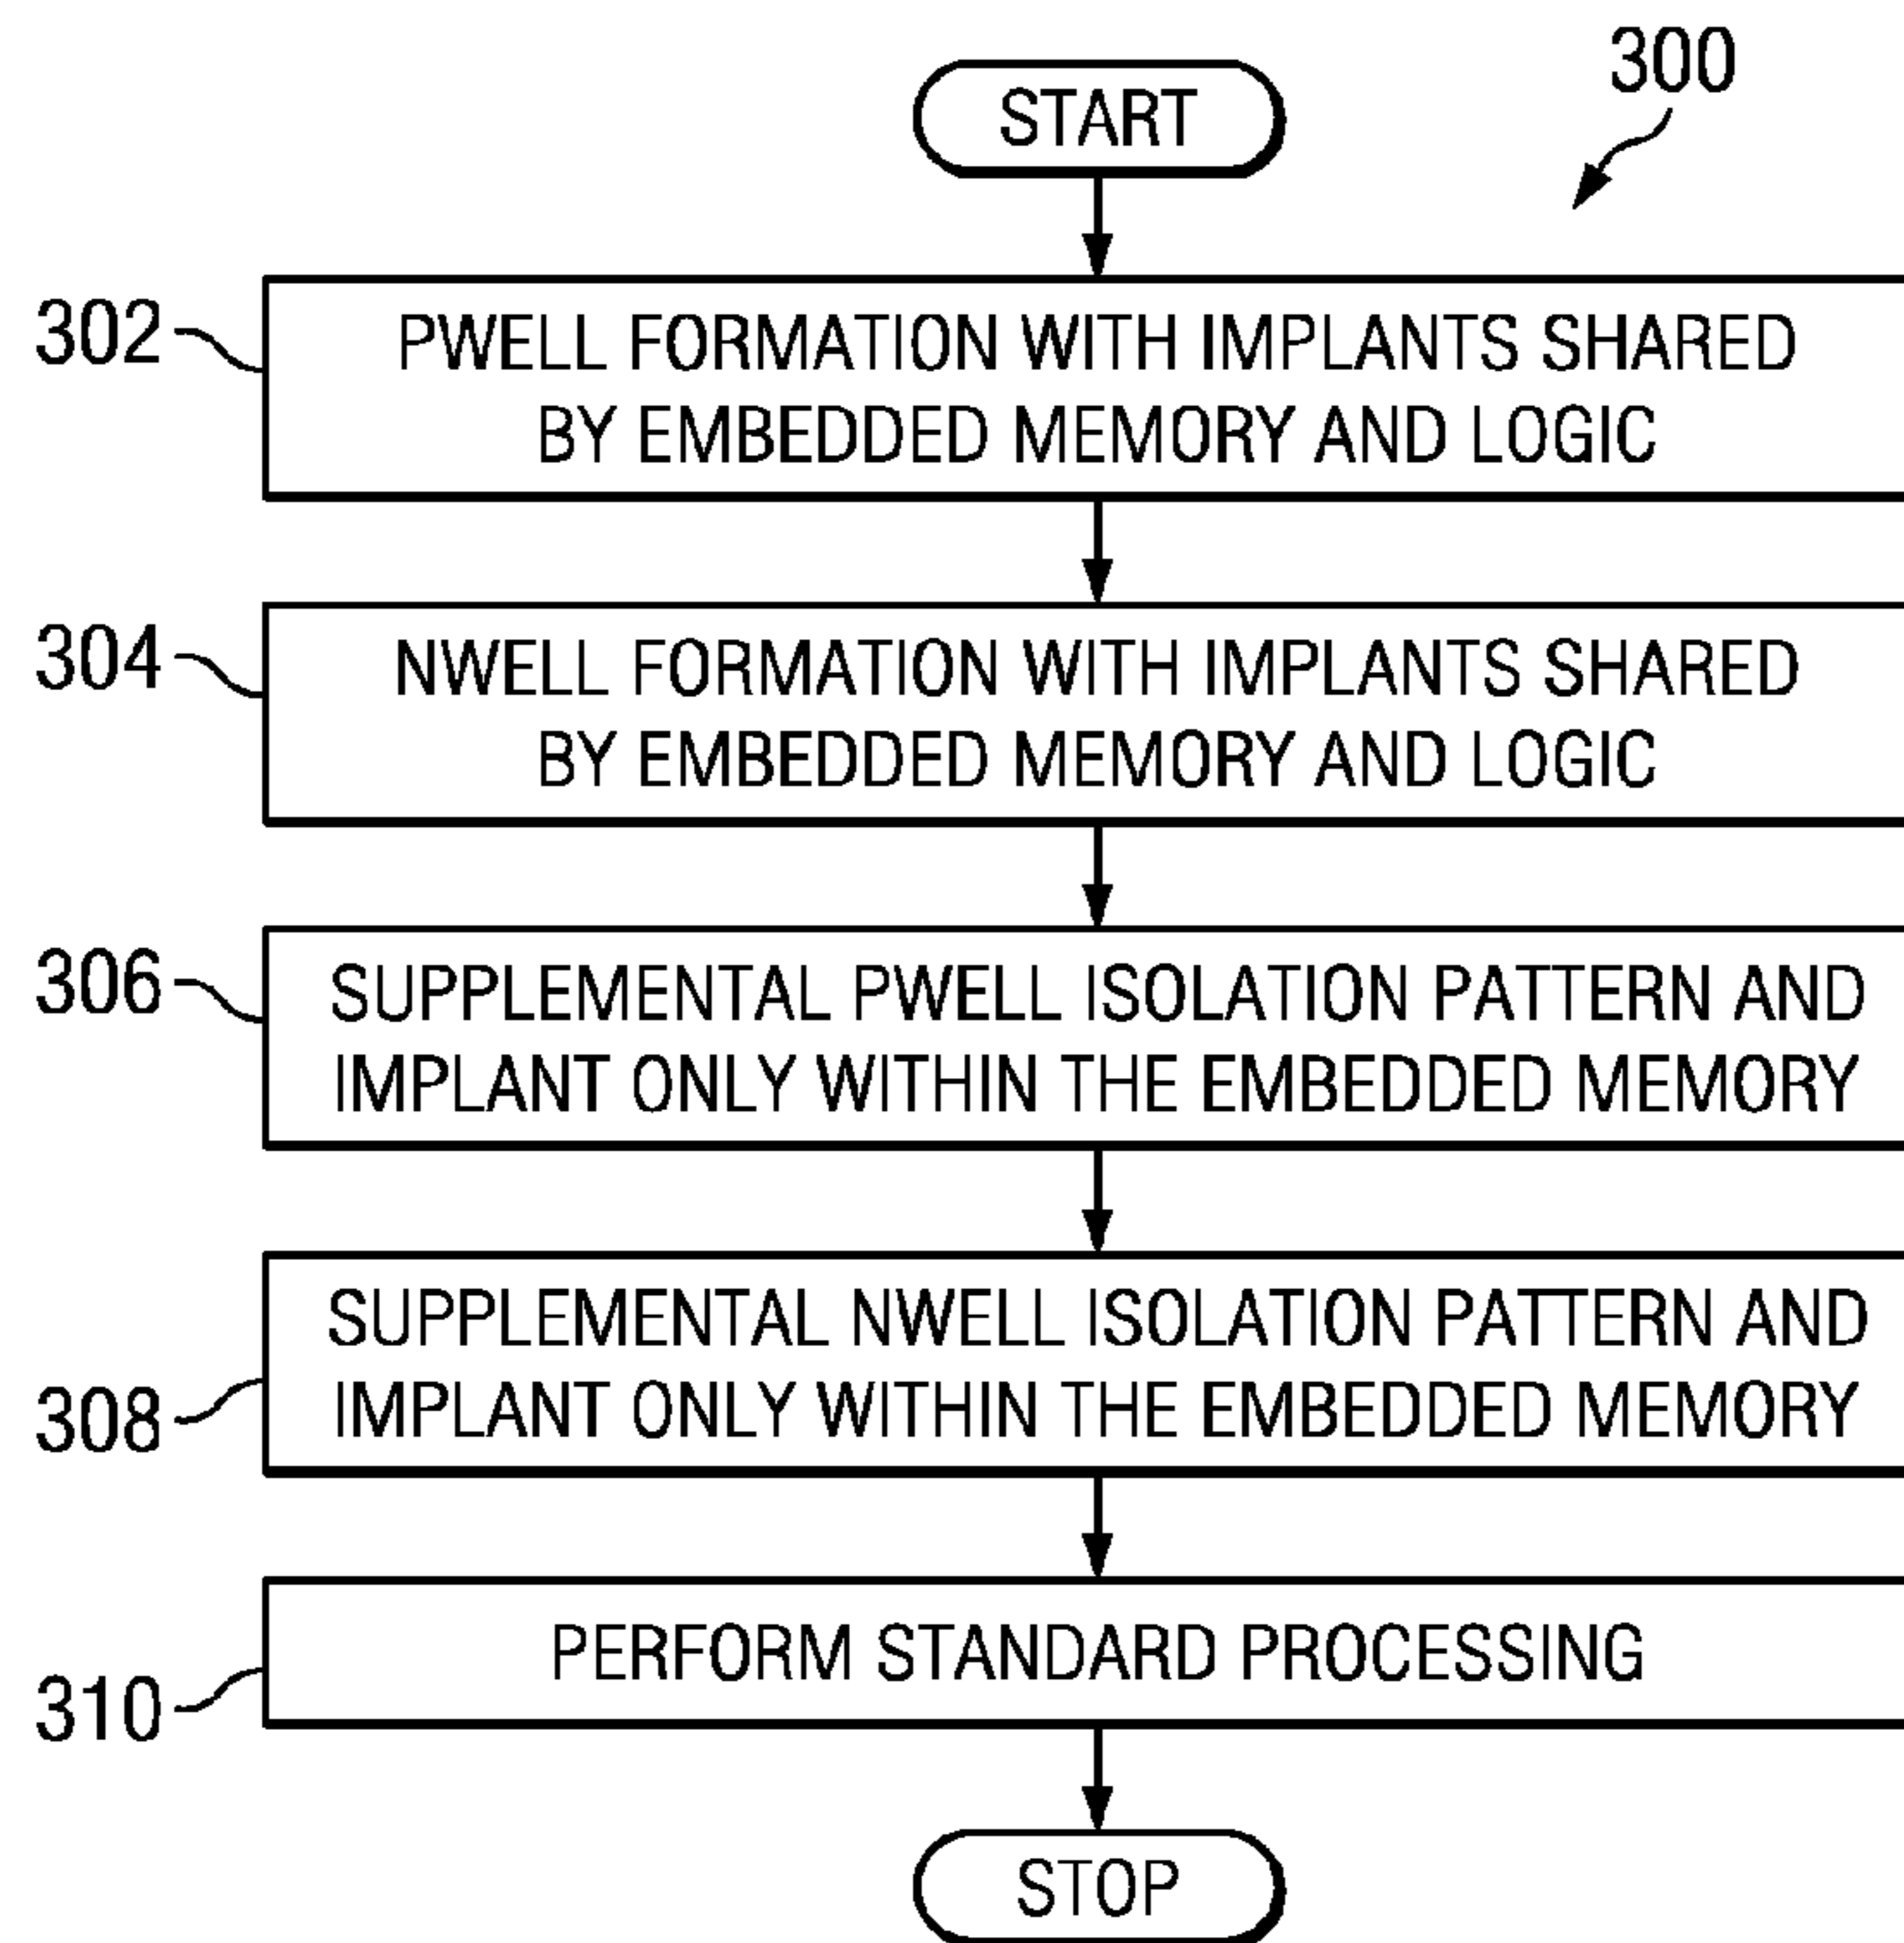 START
300
302
PWELL FORMATION WITH IMPLANTS SHARED
BY EMBEDDED MEMORY AND LOGIC
304
NWELL FORMATION WITH IMPLANTS SHARED
BY EMBEDDED MEMORY AND LOGIC
306
SUPPLEMENTAL PWELL ISOLATION PATTERN AND
IMPLANT ONLY WITHIN THE EMBEDDED MEMORY
308
SUPPLEMENTAL NWELL ISOLATION PATTERN AND
IMPLANT ONLY WITHIN THE EMBEDDED MEMORY
310
PERFORM STANDARD PROCESSING
STOP